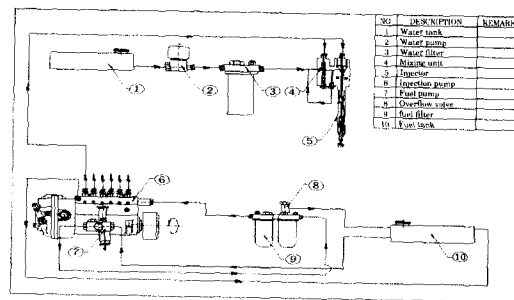 NO DESCRIPTION REMARK
1 Water tank
2 Water pump
3 Water filter
4 Mixing unit
5 Injector
6 Injection pump
7 Fuel pump
8 Overflow valve
9 fuel filter
10 Fuel tank
1
2
3
4
5
6
7
8
9
10